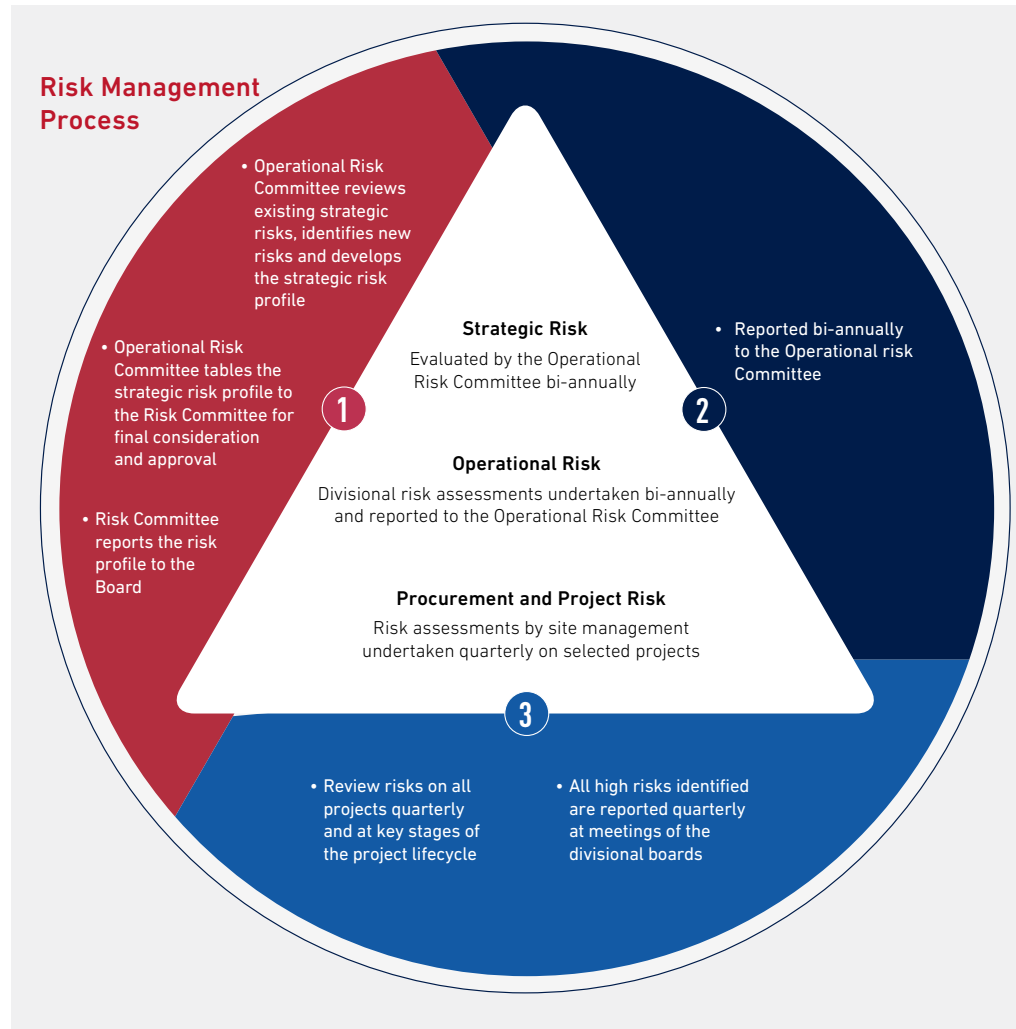 Risk Management
Process
• Operational Risk
Committee reviews
existing strategic
risks, identifies new
risks and develops
the strategic risk
profile
• Operational Risk
Committee tables the
strategic risk profile to
the Risk Committee for
final consideration
and approval
• Risk Committee
reports the risk
profile to the
Board
1
Strategic Risk
Evaluated by the Operational
Risk Committee bi-annually
Operational Risk
Divisional risk assessments undertaken bi-annually
and reported to the Operational Risk Committee
Procurement and Project Risk
Risk assessments by site management
undertaken quarterly on selected projects
2
• Reported bi-annually
to the Operational risk
Committee
3
• Review risks on all
projects quarterly
and at key stages of
the project lifecycle
• All high risks identified
are reported quarterly
at meetings of the
divisional boards